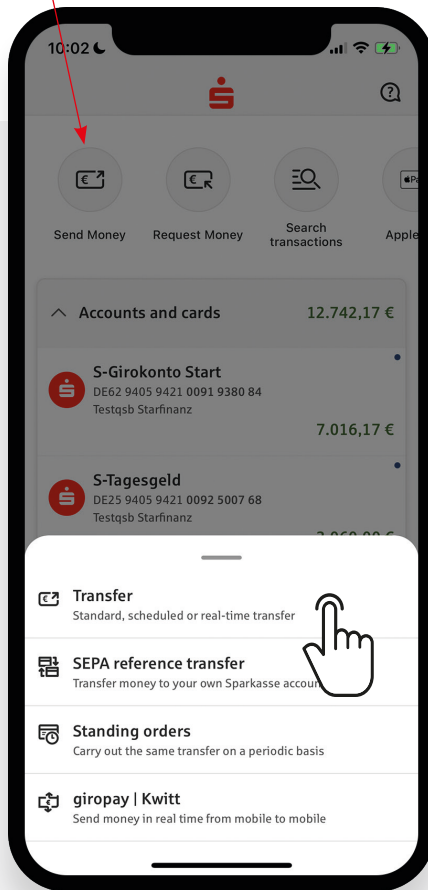 10:02
Send Money
Request Money
Search
transactions
Apple
Accounts and cards 12.742,17 €
S-Girokonto Start
DE62 9405 9421 0091 9380 84
Testqsb Starfinanz
7.016,17 €
S-Tagesgeld
DE25 9405 9421 0092 5007 68
Testqsb Starfinanz
Transfer
Standard, scheduled or real-time transfer
SEPA reference transfer
Transfer money to your own Sparkasse accoun
Standing orders
Carry out the same transfer on a periodic basis
giropay | Kwitt
Send money in real time from mobile to mobile